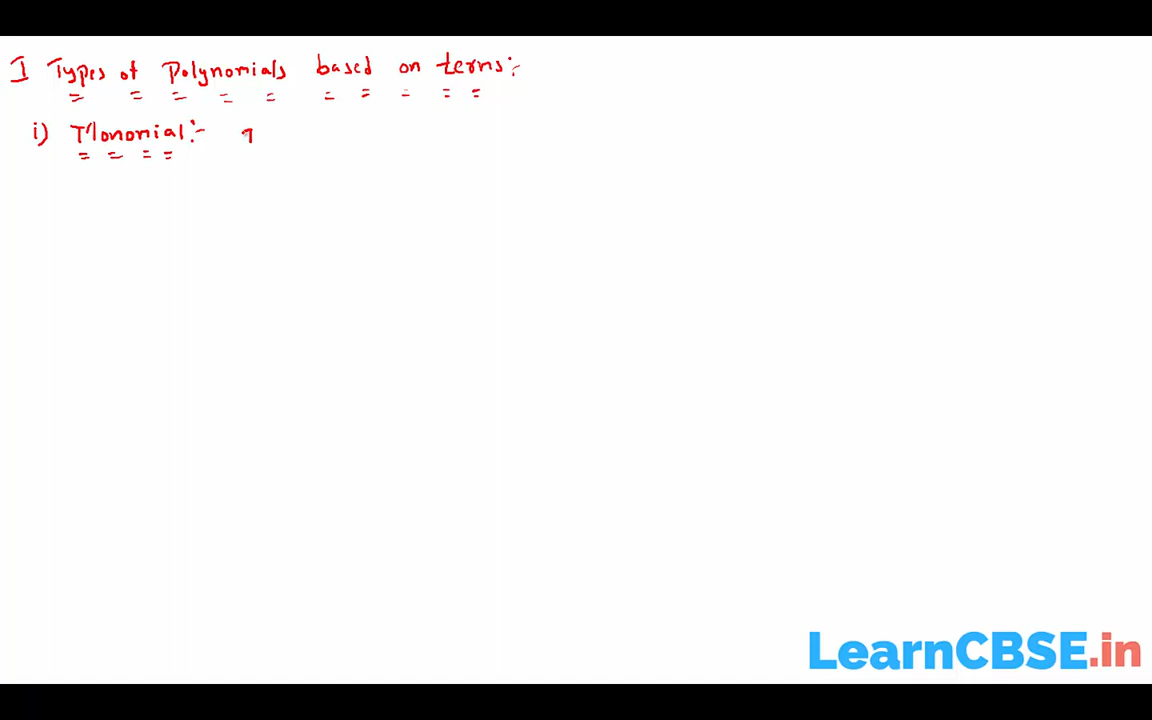 I Types of Polynomials based on terms:-
i) Monomial:-
LearnCBSE.in